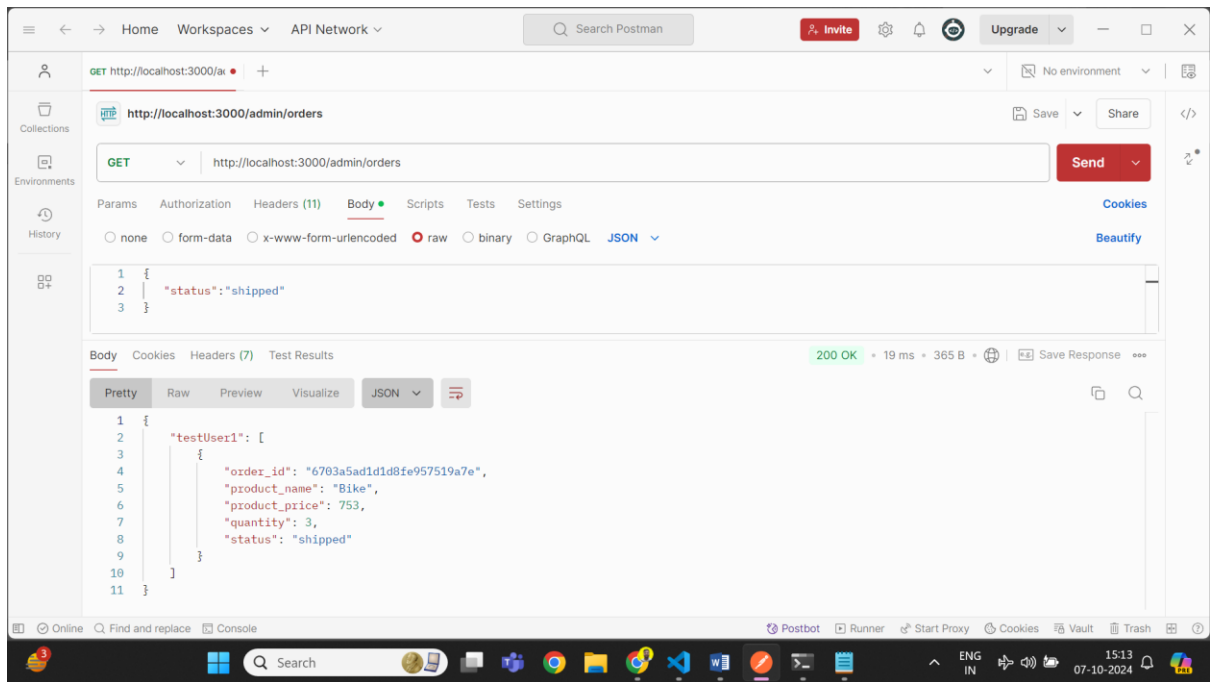 Home Workspaces API Network Search Postman Invite Upgrade
GET http://localhost:3000/ac No environment
HTTP http://localhost:3000/admin/orders Save Share
Collections
GET http://localhost:3000/admin/orders Send
Environments
Params Authorization Headers (11) Body Scripts Tests Settings Cookies
History
none form-data x-www-form-urlencoded raw binary GraphQL JSON Beautify
1 {
2 "status":"shipped"
3 }
Body Cookies Headers (7) Test Results 200 OK 19 ms 365 B Save Response
Pretty Raw Preview Visualize JSON
1 {
2 "testUser1": [
3 {
4 "order_id": "6703a5ad1d1d8fe957519a7e",
5 "product_name": "Bike",
6 "product_price": 753,
7 "quantity": 3,
8 "status": "shipped"
9 }
10 ]
11 }
Online Find and replace Console Postbot Runner Start Proxy Cookies Vault Trash
3 Search ENG 15:13
IN 07-10-2024 PRE